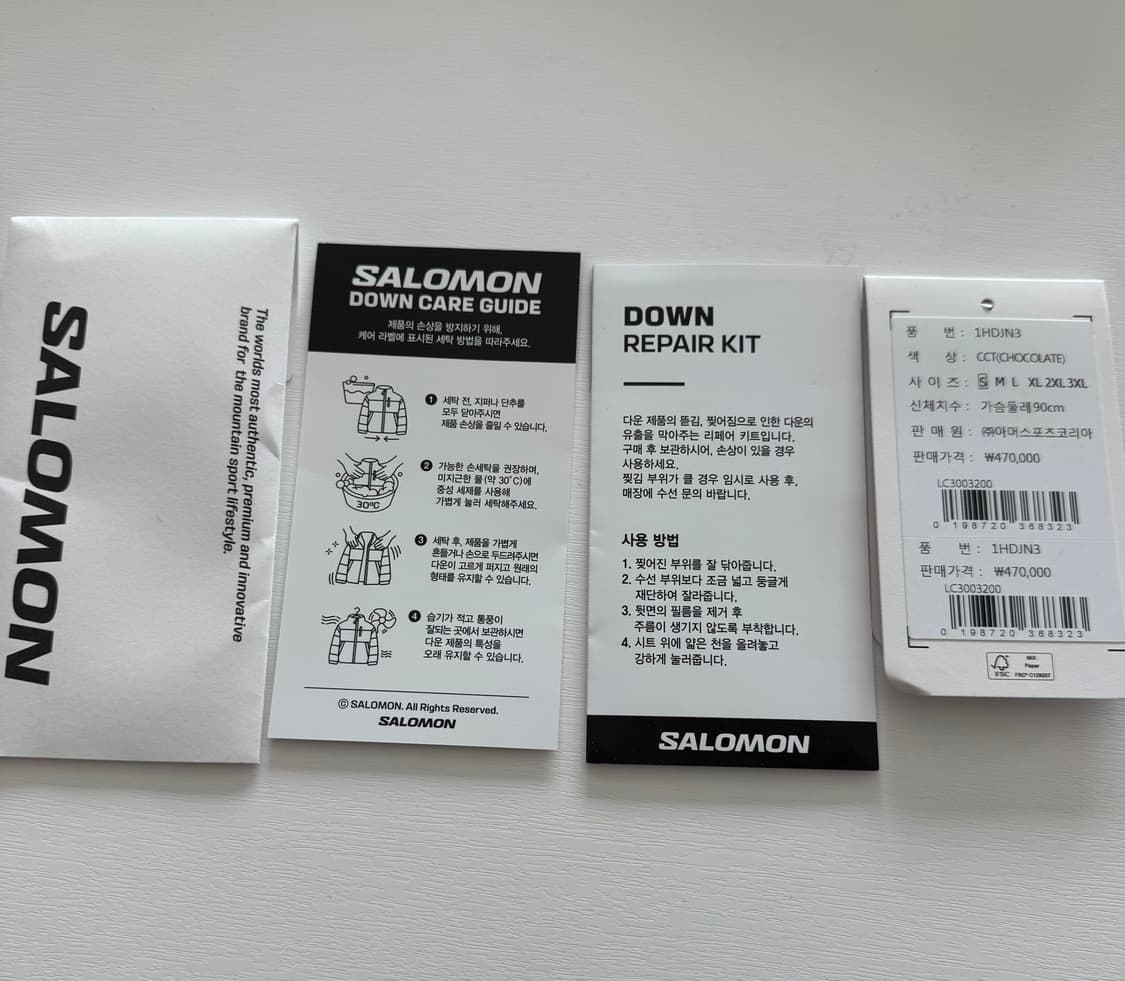 SALOMON
The worlds most authentic, premium and innovative
brand for the mountain sport lifestyle.
SALOMON
DOWN CARE GUIDE
제품의 손상을 방지하기 위해,
케어 라벨에 표시된 세탁 방법을 따라주세요.
1 세탁 전, 지퍼나 단추를
모두 닫아주시면
제품 손상을 줄일 수 있습니다.
30℃
2 가능한 손세탁을 권장하며,
미지근한 물(약 30˚C)에
중성 세제를 사용해
가볍게 눌러 세탁해주세요.
3 세탁 후, 제품을 가볍게
흔들거나 손으로 두드려주시면
다운이 고르게 퍼지고 원래의
형태를 유지할 수 있습니다.
4 습기가 적고 통풍이
잘되는 곳에서 보관하시면
다운 제품의 특성을
오래 유지할 수 있습니다.
© SALOMON. All Rights Reserved.
SALOMON
DOWN
REPAIR KIT
다운 제품의 뜯김, 찢어짐으로 인한 다운의
유출을 막아주는 리페어 키트입니다.
구매 후 보관하시어, 손상이 있을 경우
사용하세요.
찢김 부위가 클 경우 임시로 사용 후,
매장에 수선 문의 바랍니다.
사용 방법
1. 찢어진 부위를 잘 닦아줍니다.
2. 수선 부위보다 조금 넓고 둥글게
재단하여 잘라줍니다.
3. 뒷면의 필름을 제거 후
주름이 생기지 않도록 부착합니다.
4. 시트 위에 얇은 천을 올려놓고
강하게 눌러줍니다.
SALOMON
품 번 : 1HDJN3
색 상 : CCT(CHOCOLATE)
사 이 즈 : S M L XL 2XL 3XL
신체치수 : 가슴둘레90cm
판 매 원 : ㈜아머스포츠코리아
판매가격 : ₩470,000
LC3003200
0 198720 368323
품 번 : 1HDJN3
판매가격 : ₩470,000
LC3003200
0 198720 368323
FSC
MIX
Paper